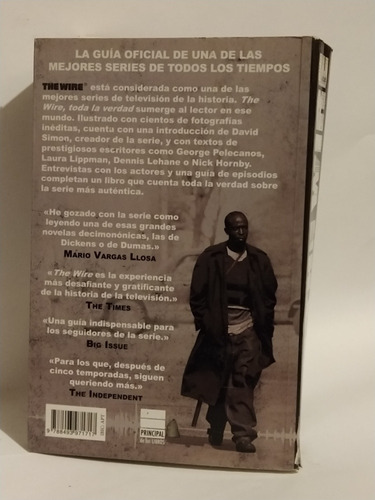 LA GUÍA OFICIAL DE UNA DE LAS
MEJORES SERIES DE TODOS LOS TIEMPOS
THE WIRE está considerada como una de las
mejores series de televisión de la historia. The
Wire, toda la verdad sumerge al lector en ese
mundo. Ilustrado con cientos de fotografías
inéditas, cuenta con una introducción de David
Simon, creador de la serie, y con textos de
prestigiosos escritores como George Pelecanos,
Laura Lippman, Dennis Lehane o Nick Hornby.
Entrevistas con los actores y una guía de episodios
completan un libro que cuenta toda la verdad sobre
la serie más auténtica.
«He gozado con la serie como
leyendo una de esas grandes
novelas decimonónicas, las de
Dickens o de Dumas.»
MARIO VARGAS LLOSA
«The Wire es la experiencia
más desafiante y gratificante
de la historia de la televisión.»
THE TIMES
«Una guía indispensable para
los seguidores de la serie.»
BIG ISSUE
«Para los que, después de
cinco temporadas, siguen
queriendo más.»
THE INDEPENDENT
PRINCIPAL
de los LIBROS